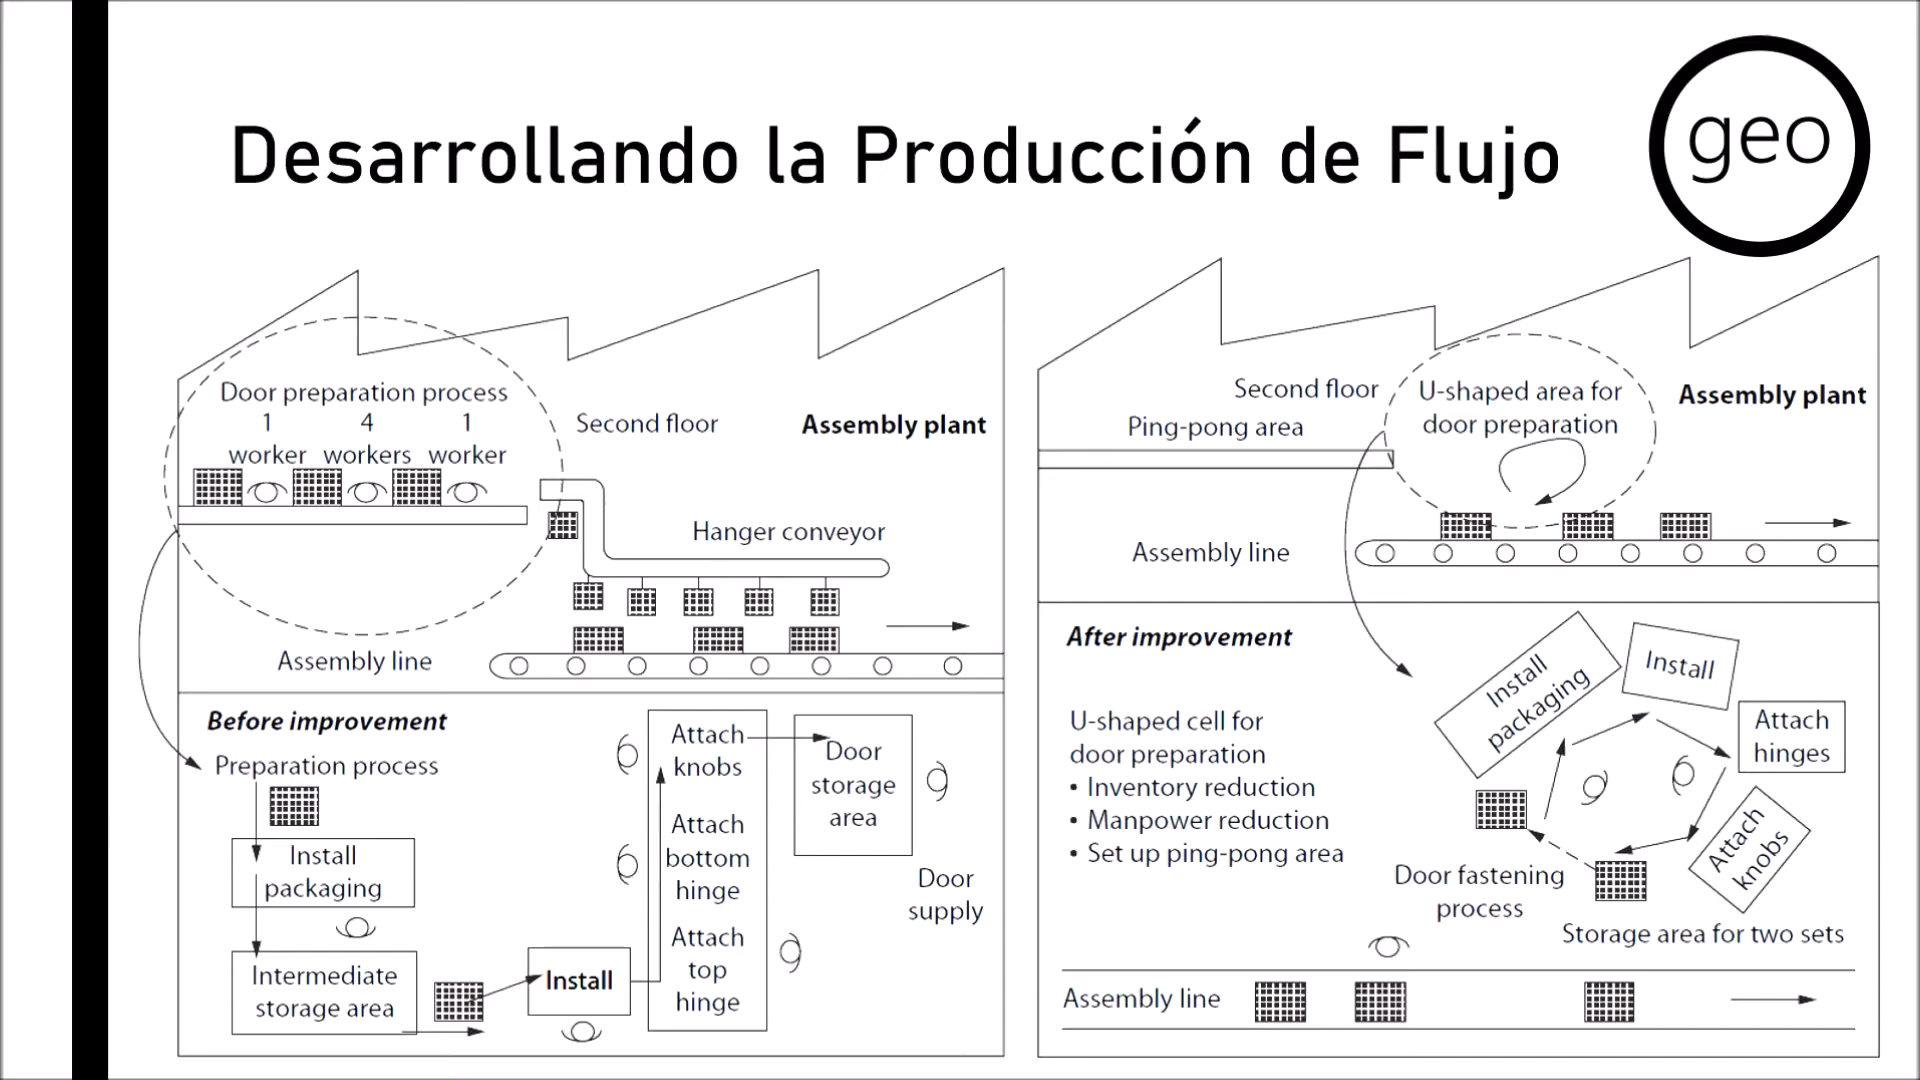 Desarrollando la Producción de Flujo
geo
Door preparation process
1 4 1
worker workers worker
Second floor
Assembly plant
Hanger conveyor
Assembly line
Before improvement
Preparation process
Install
packaging
Intermediate
storage area
Install
Attach
knobs
Attach
bottom
hinge
Attach
top
hinge
Door
storage
area
Door
supply
Second floor
Ping-pong area
U-shaped area for
door preparation
Assembly plant
Assembly line
After improvement
U-shaped cell for
door preparation
• Inventory reduction
• Manpower reduction
• Set up ping-pong area
Install
packaging
Install
Attach
hinges
Attach
knobs
Door fastening
process
Storage area for two sets
Assembly line